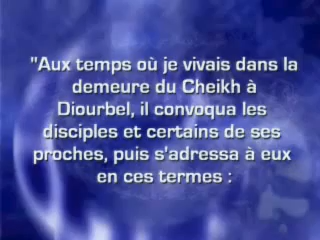 "Aux temps où je vivais dans la
demeure du Cheikh à
Diourbel, il convoqua les
disciples et certains de ses
proches, puis s'adressa à eux
en ces termes :